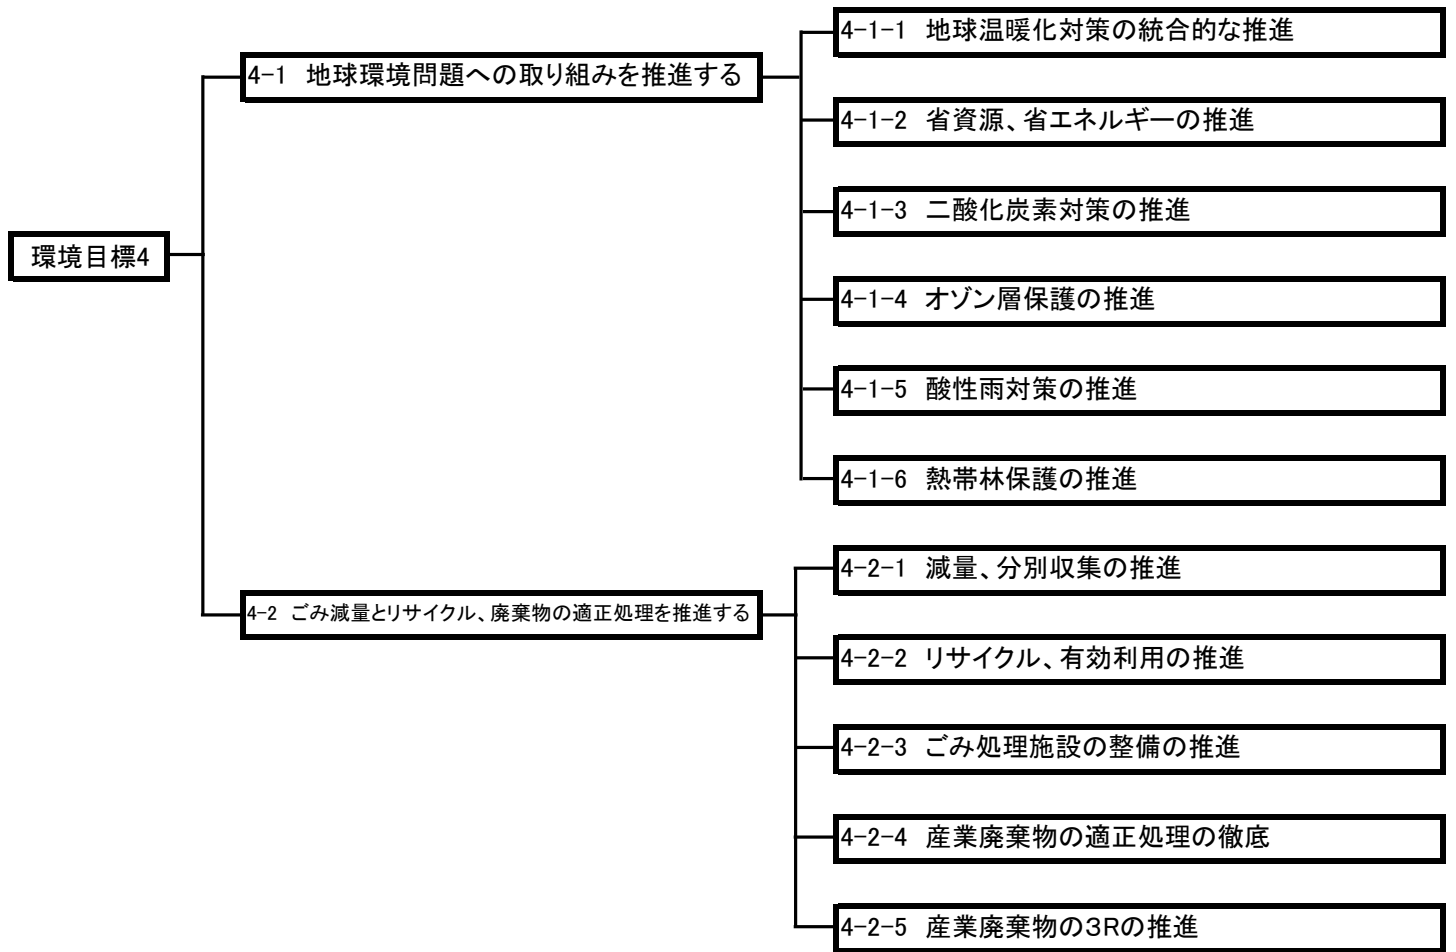 環境目標4
4-1 地球環境問題への取り組みを推進する
4-1-1 地球温暖化対策の統合的な推進
4-1-2 省資源、省エネルギーの推進
4-1-3 二酸化炭素対策の推進
4-1-4 オゾン層保護の推進
4-1-5 酸性雨対策の推進
4-1-6 熱帯林保護の推進
4-2 ごみ減量とリサイクル、廃棄物の適正処理を推進する
4-2-1 減量、分別収集の推進
4-2-2 リサイクル、有効利用の推進
4-2-3 ごみ処理施設の整備の推進
4-2-4 産業廃棄物の適正処理の徹底
4-2-5 産業廃棄物の3Rの推進